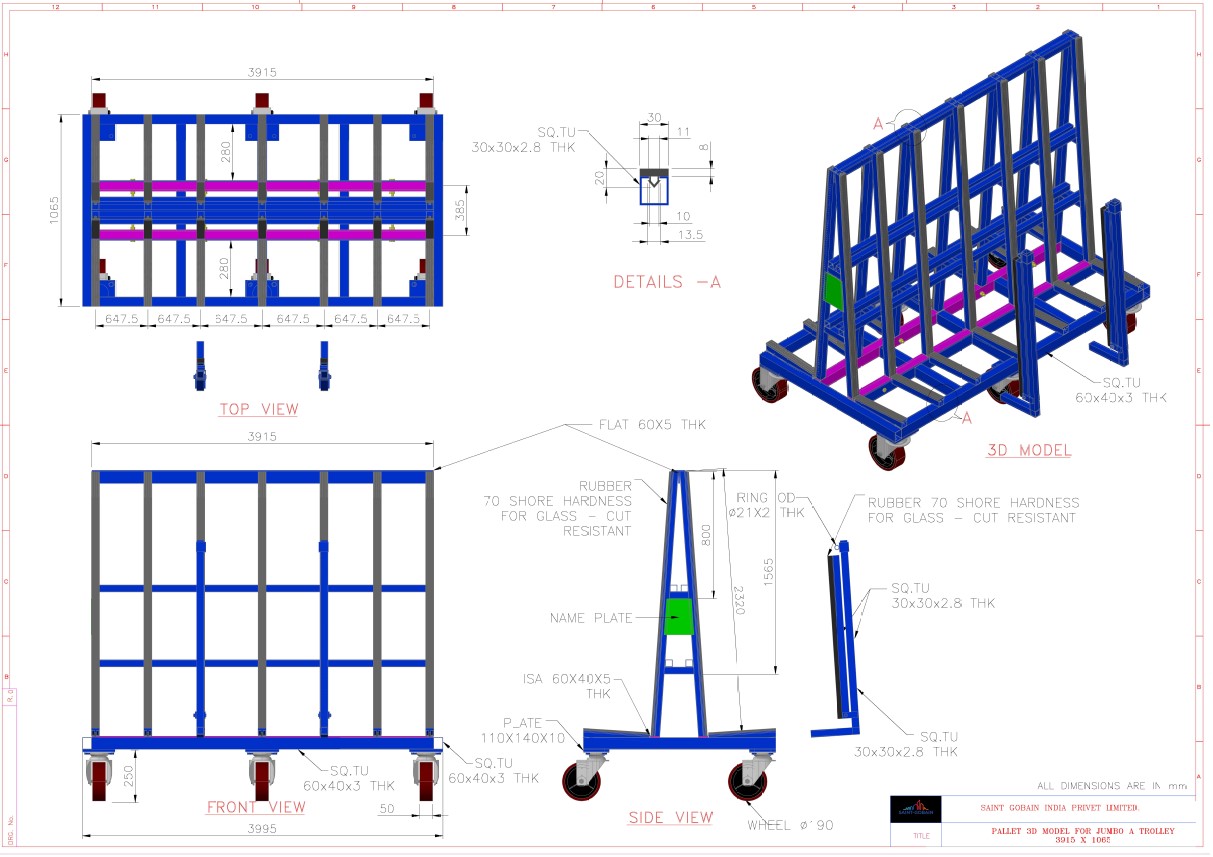 12 11 10 9 8 7 6 5 4 3 2 1
H
G
F
E
D
C
B
A
H
G
F
E
D
C
B
A
3915
1065
280
280
385
647.5 647.5 647.5 647.5 647.5 647.5
TOP VIEW
SQ.TU
30x30x2.8 THK
30
11
8
20
10
13.5
DETAILS -A
A
A
SQ.TU
60x40x3 THK
3D MODEL
3915
FLAT 60X5 THK
250
SQ.TU
60x40x3 THK
SQ.TU
60x40x3 THK
50
3995
FRONT VIEW
RUBBER
70 SHORE HARDNESS
FOR GLASS - CUT
RESISTANT
800
2320
1565
NAME PLATE
ISA 60X40X5
THK
PLATE
110X140X10
SIDE VIEW
WHEEL
RING OD
ø21X2 THK
RUBBER 70 SHORE HARDNESS
FOR GLASS - CUT RESISTANT
SQ.TU
30x30x2.8 THK
SQ.TU
30x30x2.8 THK
ALL DIMENSIONS ARE IN mm
SAINT-GOBAIN
SAINT GOBAIN INDIA PRIVET LIMITED.
TITLE
PALLET 3D MODEL FOR JUMBO A TROLLEY
3915 X 1065
DRG. No.